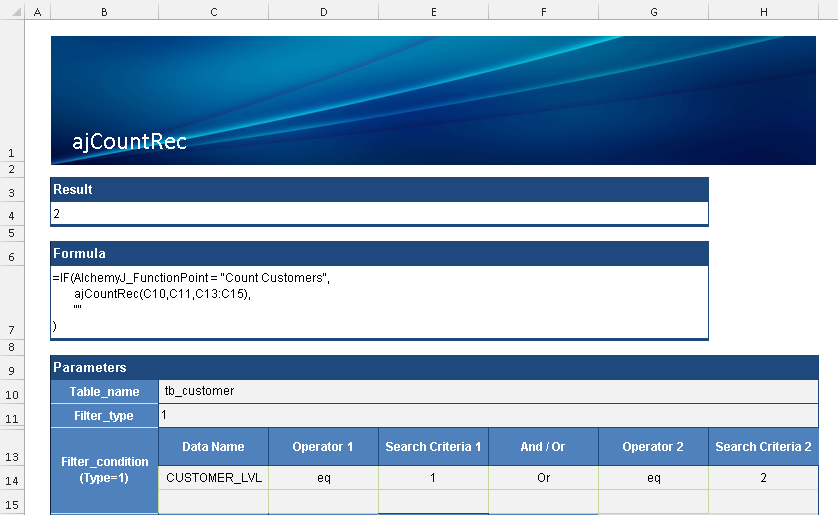 A B C D E F G H
1 ajCountRec
2
3 Result
4 2
5
6 Formula
=IF(AlchemyJ_FunctionPoint = "Count Customers",
ajCountRec(C10,C11,C13:C15),
""
7 )
8
9 Parameters
10 Table_name tb_customer
11 Filter_type 1
13 Data Name Operator 1 Search Criteria 1 And / Or Operator 2 Search Criteria 2
Filter_condition
14 (Type=1) CUSTOMER_LVL eq 1 Or eq 2
15